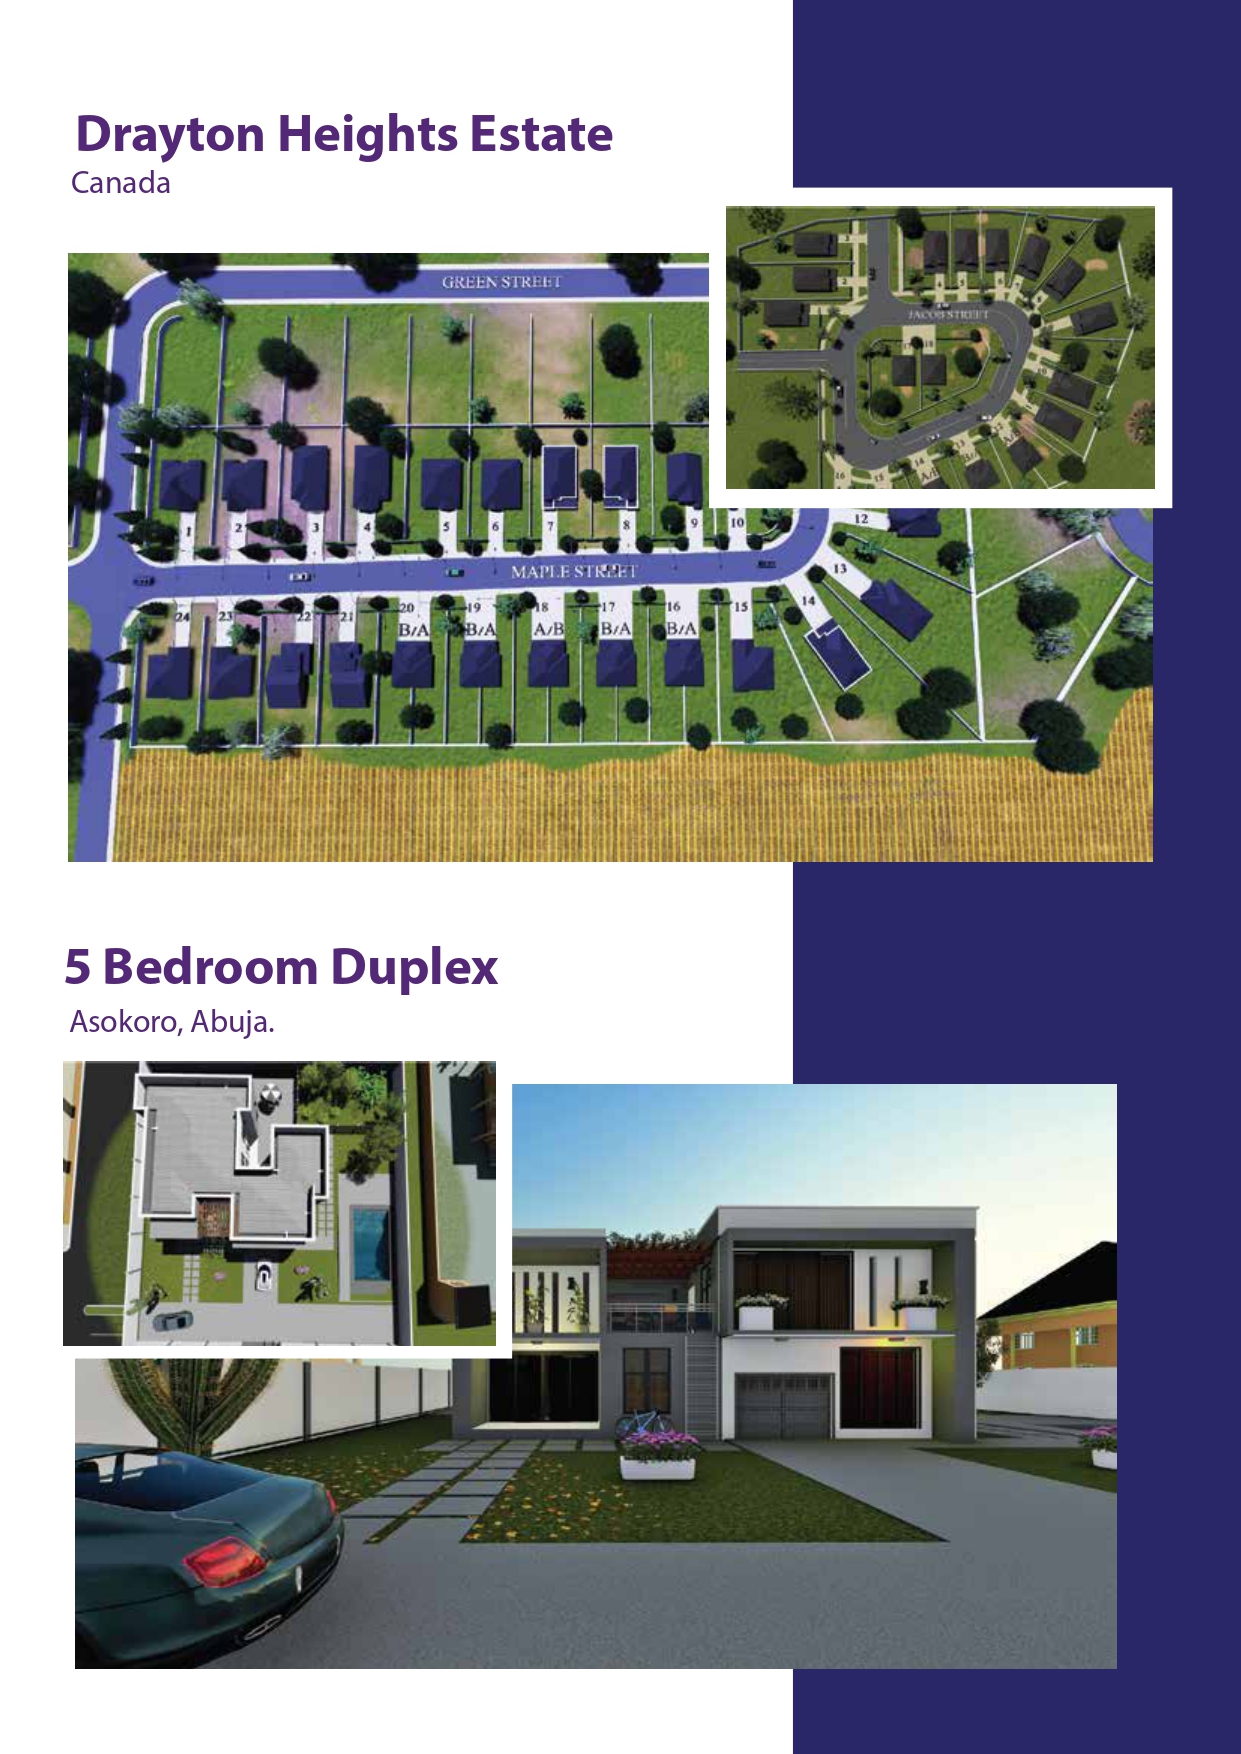 Drayton Heights Estate
Canada
GREEN STREET
JACOB STREET
1 2 3 4 5 6 7 8 9 10 12
MAPLE STREET
13
14
24 23 22 21 20 19 18 17 16 15
B/A B/A A/B B/A B/A
5 Bedroom Duplex
Asokoro, Abuja.